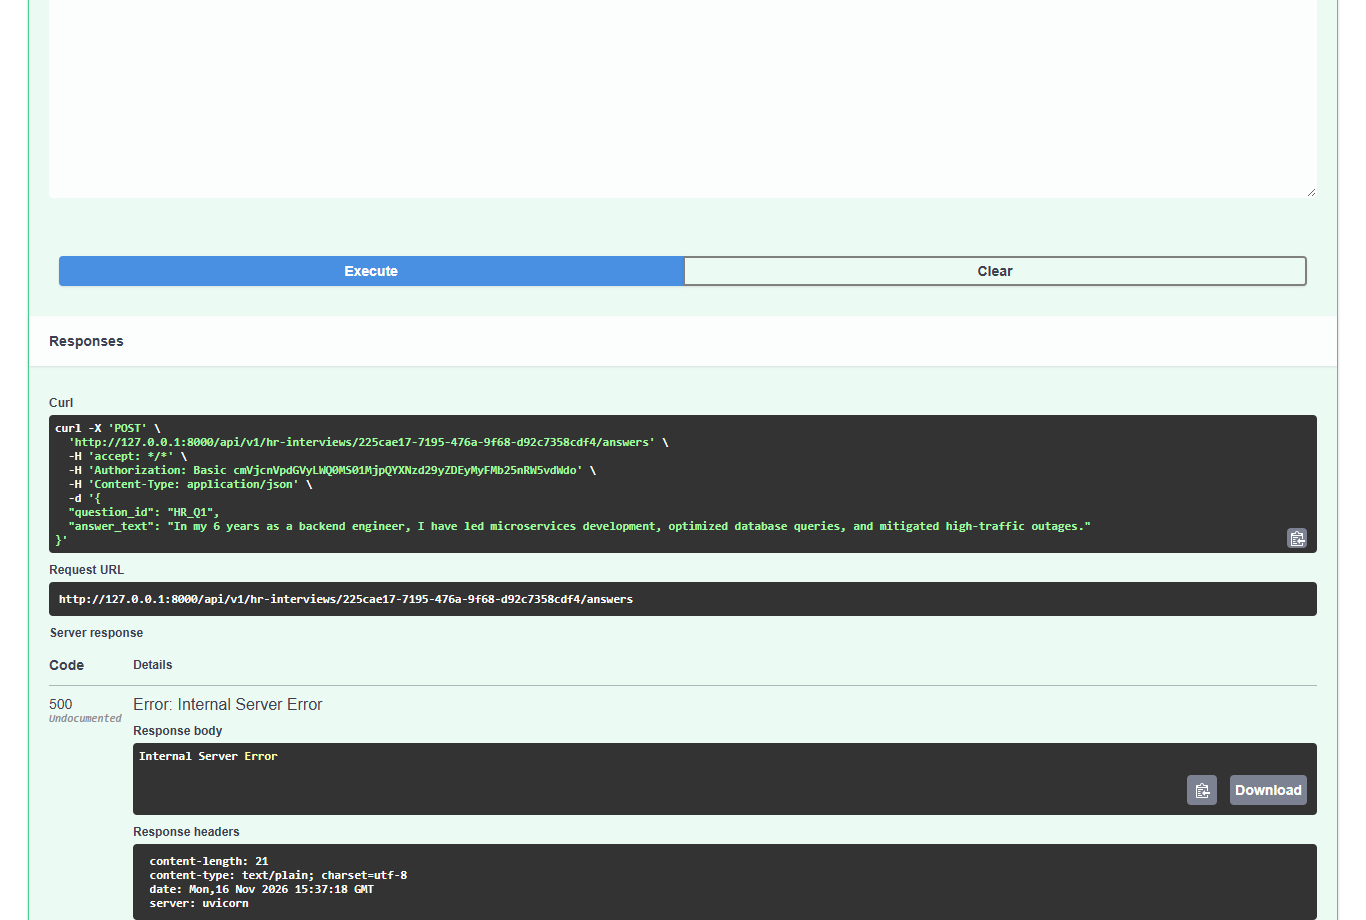 Execute
Clear
Responses
Curl
curl -X 'POST' \
'http://127.0.0.1:8000/api/v1/hr-interviews/225cae17-7195-476a-9f68-d92c7358cdf4/answers' \
-H 'accept: */*' \
-H 'Authorization: Basic cmVjcnVpdGVyLWQ0MS01MjpQYXNzd29yZDEyMyFMb25nRW5vdWdo' \
-H 'Content-Type: application/json' \
-d '{
"question_id": "HR_Q1",
"answer_text": "In my 6 years as a backend engineer, I have led microservices development, optimized database queries, and mitigated high-traffic outages."
}'
Request URL
http://127.0.0.1:8000/api/v1/hr-interviews/225cae17-7195-476a-9f68-d92c7358cdf4/answers
Server response
Code
Details
500
Undocumented
Error: Internal Server Error
Response body
Internal Server Error
Download
Response headers
content-length: 21
content-type: text/plain; charset=utf-8
date: Mon,16 Nov 2026 15:37:18 GMT
server: uvicorn